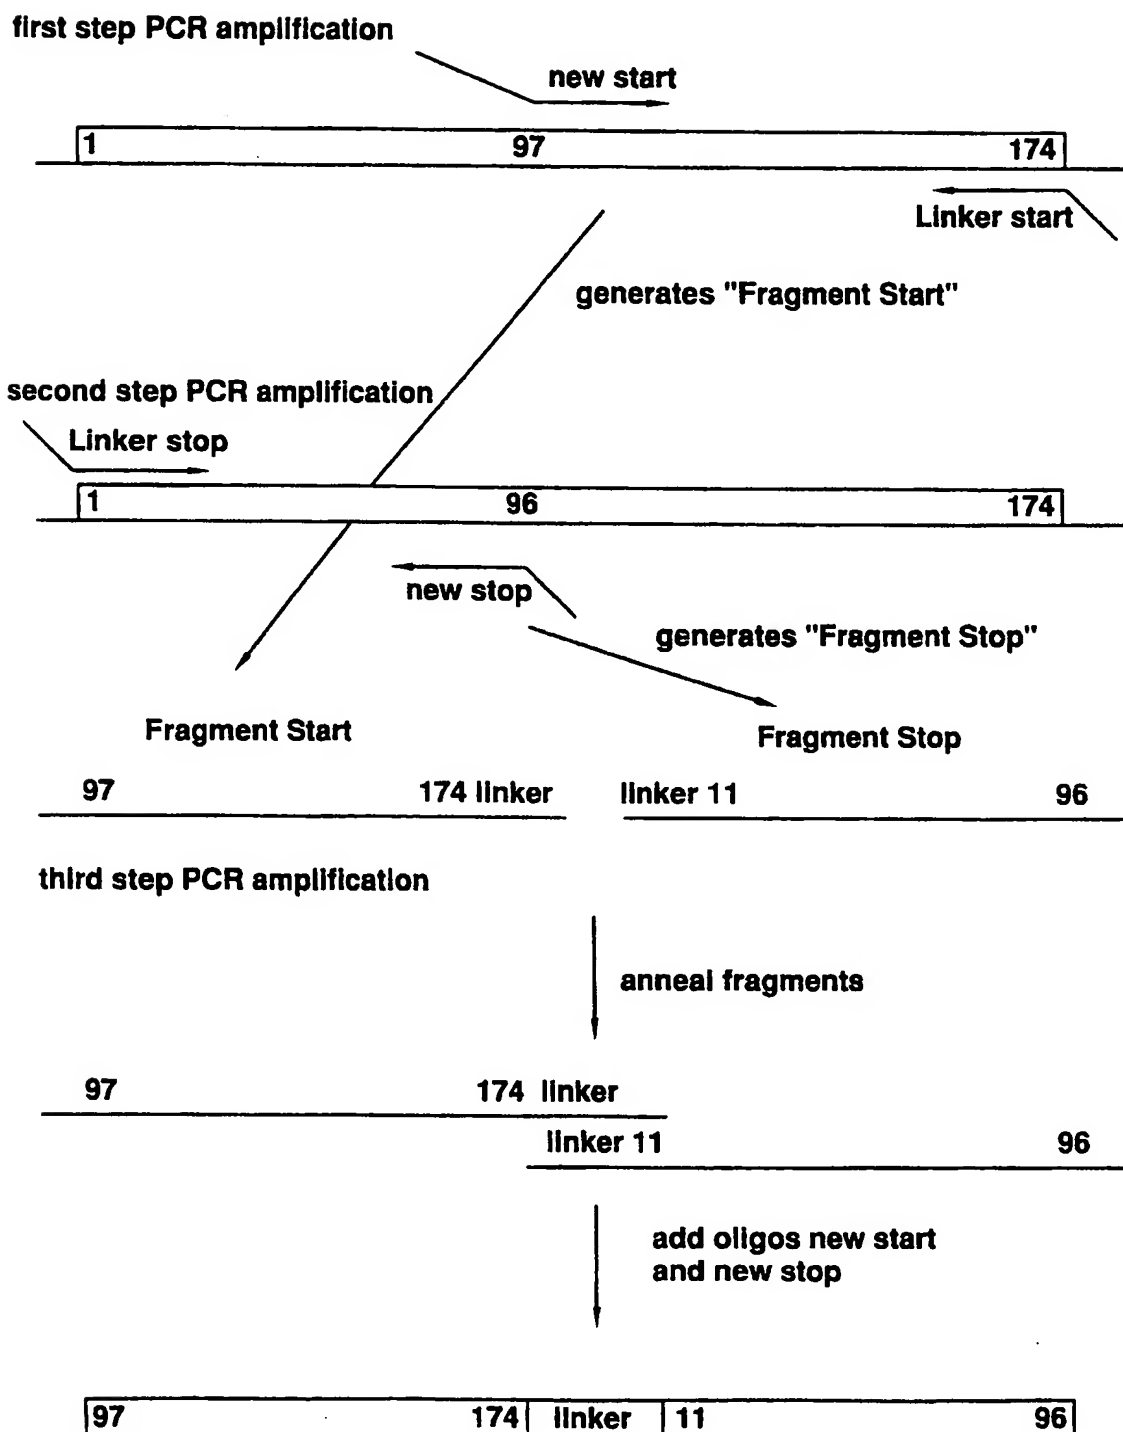 first step PCR amplification
new start
1 97 174
Linker start
generates "Fragment Start"
second step PCR amplification
Linker stop
1 96 174
new stop
generates "Fragment Stop"
Fragment Start
Fragment Stop
97 174 linker linker 11 96
third step PCR amplification
anneal fragments
97 174 linker
linker 11 96
add oligos new start
and new stop
97 174 linker 11 96